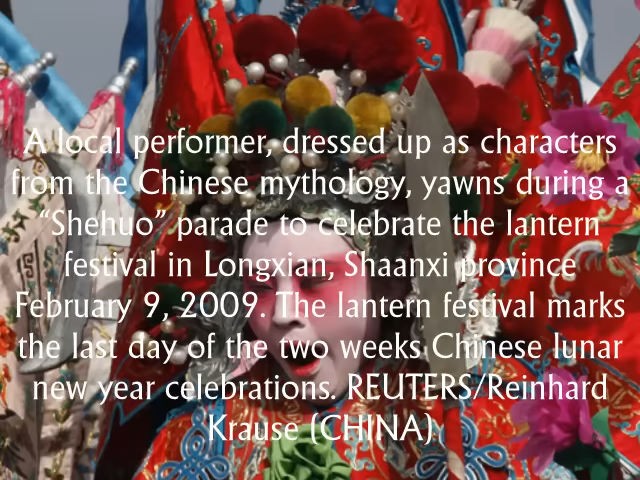 A local performer, dressed up as characters
from the Chinese mythology, yawns during a
“Shehuo” parade to celebrate the lantern
festival in Longxian, Shaanxi province
February 9, 2009. The lantern festival marks
the last day of the two weeks Chinese lunar
new year celebrations. REUTERS/Reinhard
Krause (CHINA)